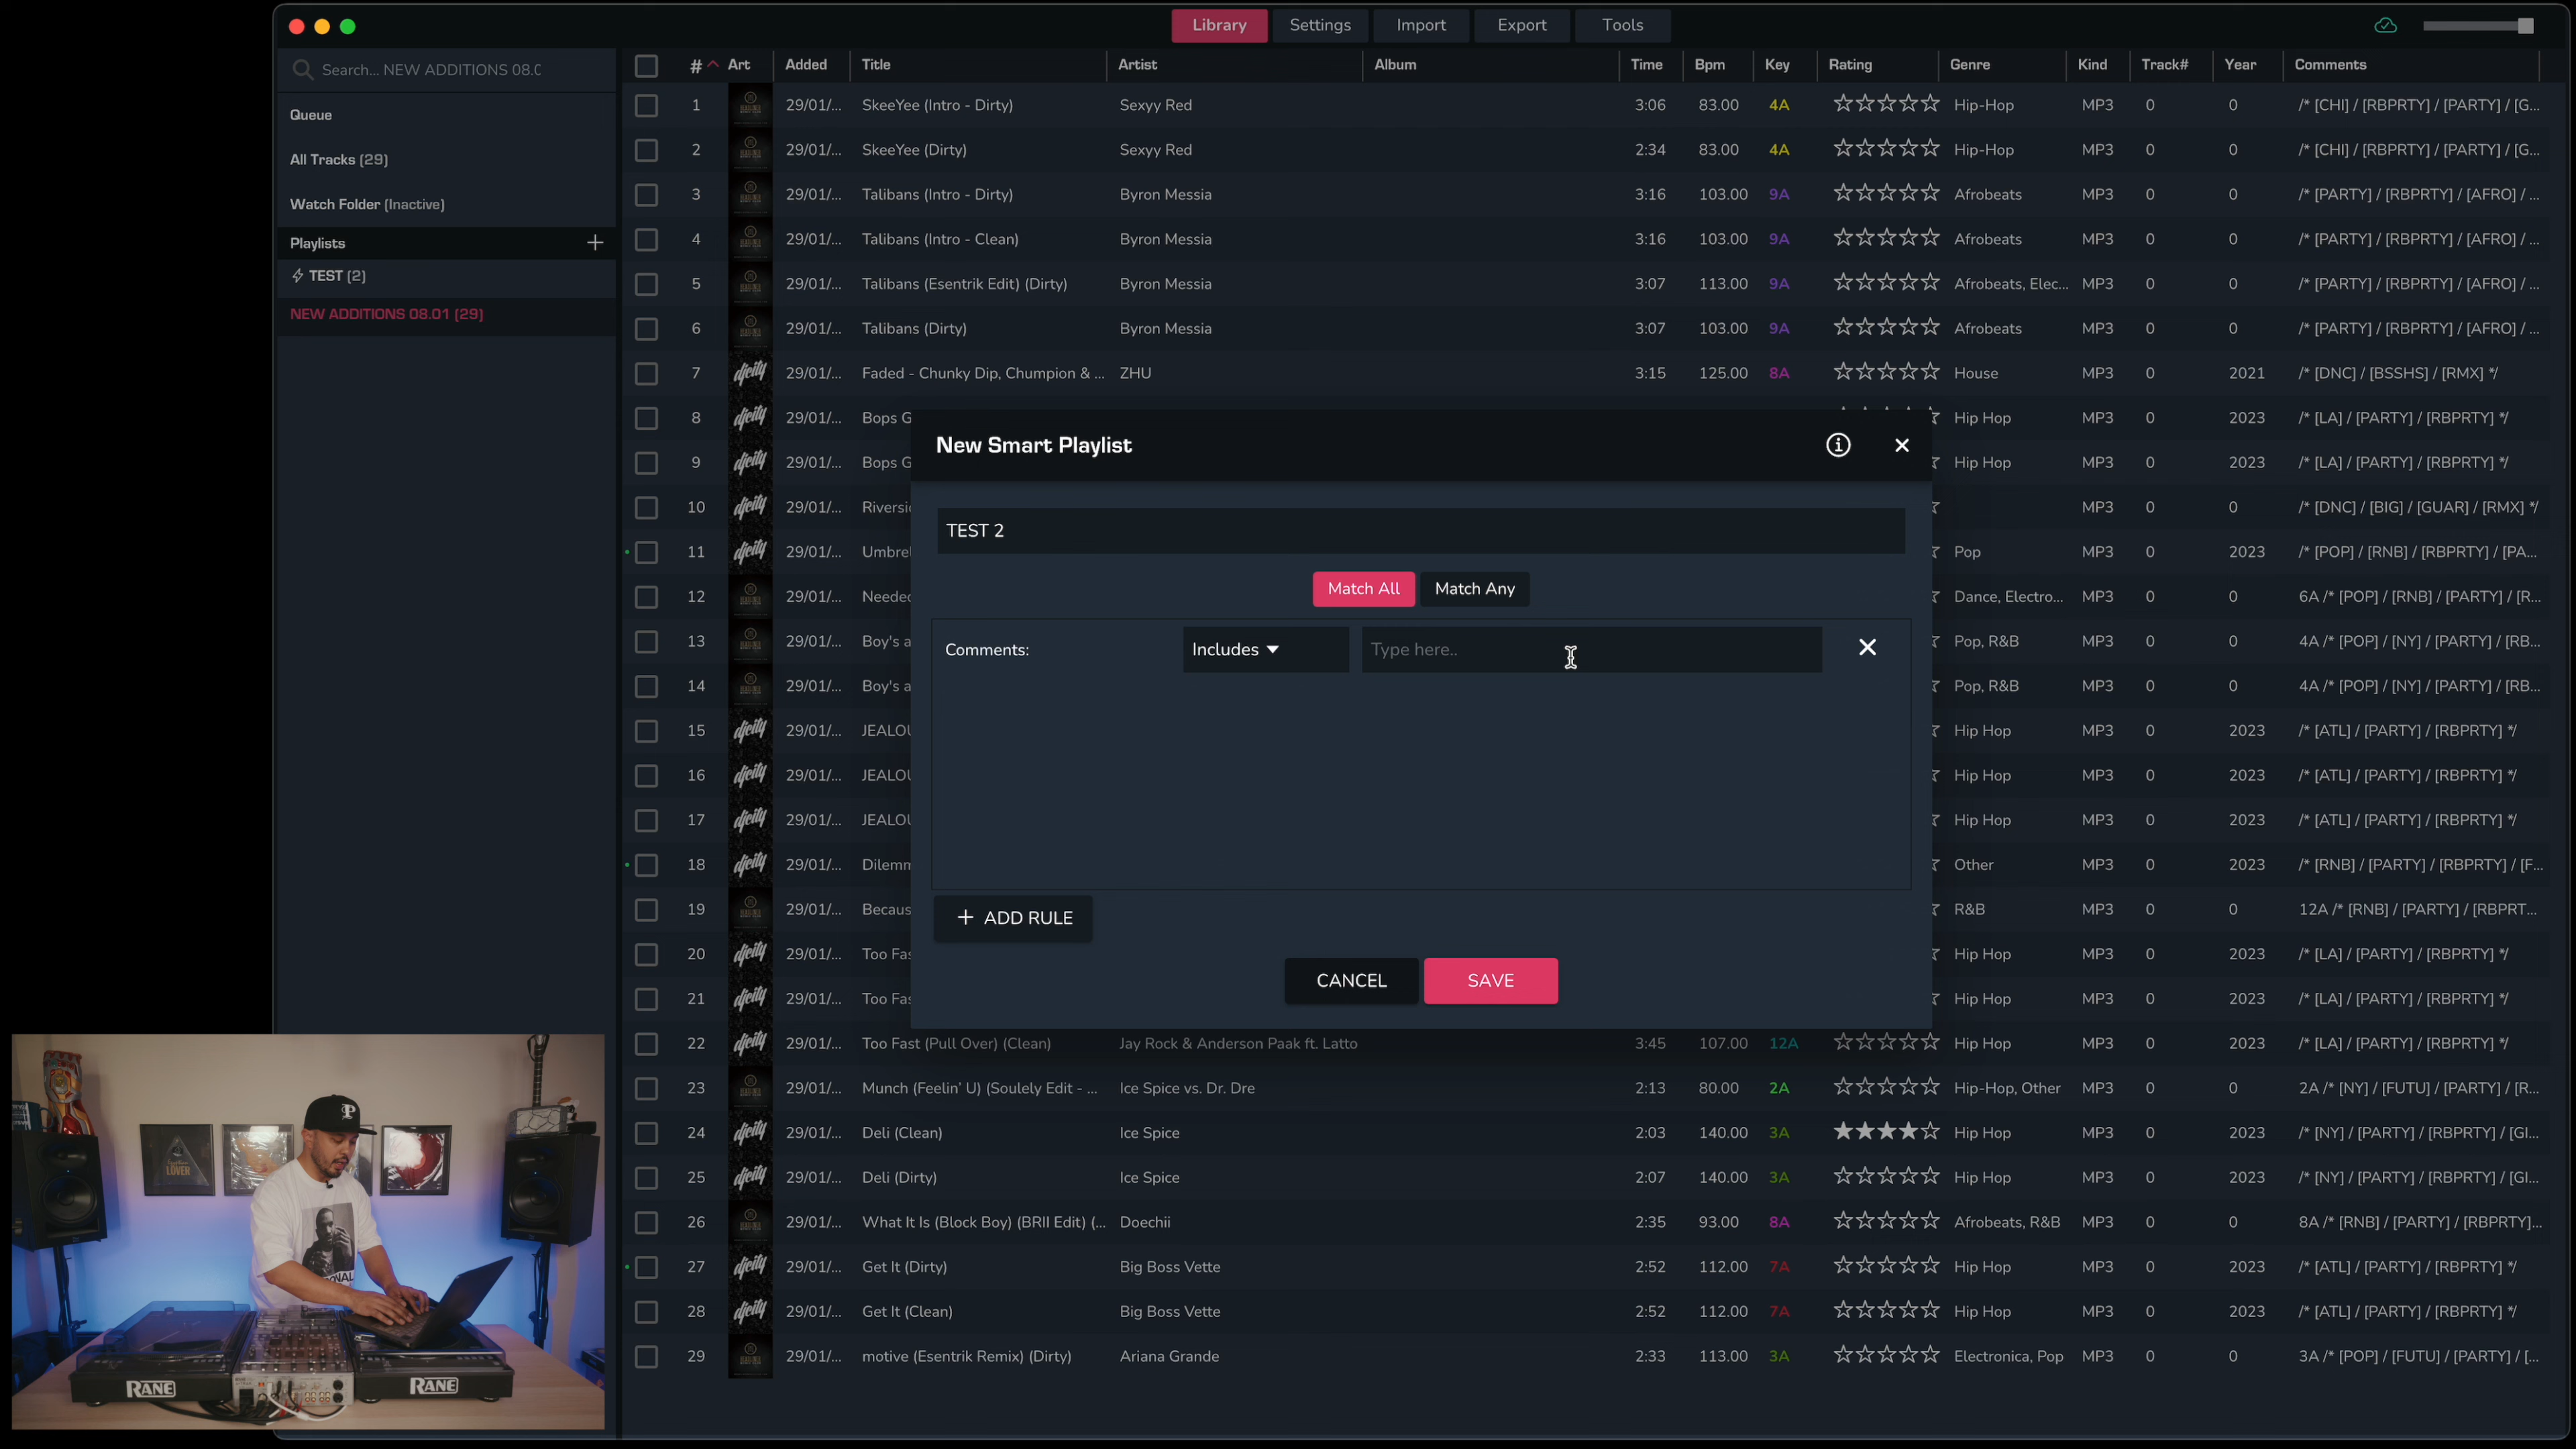 Library Settings Import Export Tools
Search... NEW ADDITIONS 08.0
Queue
All Tracks (29)
Watch Folder (Inactive)
Playlists
TEST (2)
NEW ADDITIONS 08.01 (29)
# Art Added Title Artist Album Time Bpm Key Rating Genre Kind Track# Year Comments
1 29/01/... SkeeYee (Intro - Dirty) Sexyy Red 3:06 83.00 4A Hip-Hop MP3 0 0 /* [CHI] / [RBPRTY] / [PARTY] / [G...
2 29/01/... SkeeYee (Dirty) Sexyy Red 2:34 83.00 4A Hip-Hop MP3 0 0 /* [CHI] / [RBPRTY] / [PARTY] / [G...
3 29/01/... Talibans (Intro - Dirty) Byron Messia 3:16 103.00 9A Afrobeats MP3 0 0 /* [PARTY] / [RBPRTY] / [AFRO] / ...
4 29/01/... Talibans (Intro - Clean) Byron Messia 3:16 103.00 9A Afrobeats MP3 0 0 /* [PARTY] / [RBPRTY] / [AFRO] / ...
5 29/01/... Talibans (Esentrik Edit) (Dirty) Byron Messia 3:07 113.00 9A Afrobeats, Elec... MP3 0 0 /* [PARTY] / [RBPRTY] / [AFRO] / ...
6 29/01/... Talibans (Dirty) Byron Messia 3:07 103.00 9A Afrobeats MP3 0 0 /* [PARTY] / [RBPRTY] / [AFRO] / ...
7 djcity 29/01/... Faded - Chunky Dip, Chumpion & ... ZHU 3:15 125.00 8A House MP3 0 2021 /* [DNC] / [BSSHS] / [RMX] */
8 djcity 29/01/... Bops G Hip Hop MP3 0 2023 /* [LA] / [PARTY] / [RBPRTY] */
9 djcity 29/01/... Bops G Hip Hop MP3 0 2023 /* [LA] / [PARTY] / [RBPRTY] */
10 djcity 29/01/... Riversi MP3 0 0 /* [DNC] / [BIG] / [GUAR] / [RMX] */
11 djcity 29/01/... Umbrel Pop MP3 0 2023 /* [POP] / [RNB] / [RBPRTY] / [PA...
12 29/01/... Needed Dance, Electro... MP3 0 0 6A /* [POP] / [RNB] / [PARTY] / [R...
13 29/01/... Boy's a Pop, R&B MP3 0 0 4A /* [POP] / [NY] / [PARTY] / [RB...
14 29/01/... Boy's a Pop, R&B MP3 0 0 4A /* [POP] / [NY] / [PARTY] / [RB...
15 djcity 29/01/... JEALOU Hip Hop MP3 0 2023 /* [ATL] / [PARTY] / [RBPRTY] */
16 djcity 29/01/... JEALOU Hip Hop MP3 0 2023 /* [ATL] / [PARTY] / [RBPRTY] */
17 djcity 29/01/... JEALOU Hip Hop MP3 0 2023 /* [ATL] / [PARTY] / [RBPRTY] */
18 djcity 29/01/... Dilemm Other MP3 0 2023 /* [RNB] / [PARTY] / [RBPRTY] / [F...
19 29/01/... Becaus R&B MP3 0 0 12A /* [RNB] / [PARTY] / [RBPRT...
20 djcity 29/01/... Too Fas Hip Hop MP3 0 2023 /* [LA] / [PARTY] / [RBPRTY] */
21 djcity 29/01/... Too Fas Hip Hop MP3 0 2023 /* [LA] / [PARTY] / [RBPRTY] */
22 djcity 29/01/... Too Fast (Pull Over) (Clean) Jay Rock & Anderson Paak ft. Latto 3:45 107.00 12A Hip Hop MP3 0 2023 /* [LA] / [PARTY] / [RBPRTY] */
23 29/01/... Munch (Feelin' U) (Soulely Edit - ... Ice Spice vs. Dr. Dre 2:13 80.00 2A Hip-Hop, Other MP3 0 0 2A /* [NY] / [FUTU] / [PARTY] / [R...
24 djcity 29/01/... Deli (Clean) Ice Spice 2:03 140.00 3A Hip Hop MP3 0 2023 /* [NY] / [PARTY] / [RBPRTY] / [GI...
25 djcity 29/01/... Deli (Dirty) Ice Spice 2:07 140.00 3A Hip Hop MP3 0 2023 /* [NY] / [PARTY] / [RBPRTY] / [GI...
26 29/01/... What It Is (Block Boy) (BRII Edit) (... Doechii 2:35 93.00 8A Afrobeats, R&B MP3 0 0 8A /* [RNB] / [PARTY] / [RBPRTY]...
27 djcity 29/01/... Get It (Dirty) Big Boss Vette 2:52 112.00 7A Hip Hop MP3 0 2023 /* [ATL] / [PARTY] / [RBPRTY] */
28 djcity 29/01/... Get It (Clean) Big Boss Vette 2:52 112.00 7A Hip Hop MP3 0 2023 /* [ATL] / [PARTY] / [RBPRTY] */
29 29/01/... motive (Esentrik Remix) (Dirty) Ariana Grande 2:33 113.00 3A Electronica, Pop MP3 0 0 3A /* [POP] / [FUTU] / [PARTY] / [...
New Smart Playlist
TEST 2
Match All Match Any
Comments: Includes Type here..
+ ADD RULE
CANCEL SAVE
LOVER
P
RANE RANE